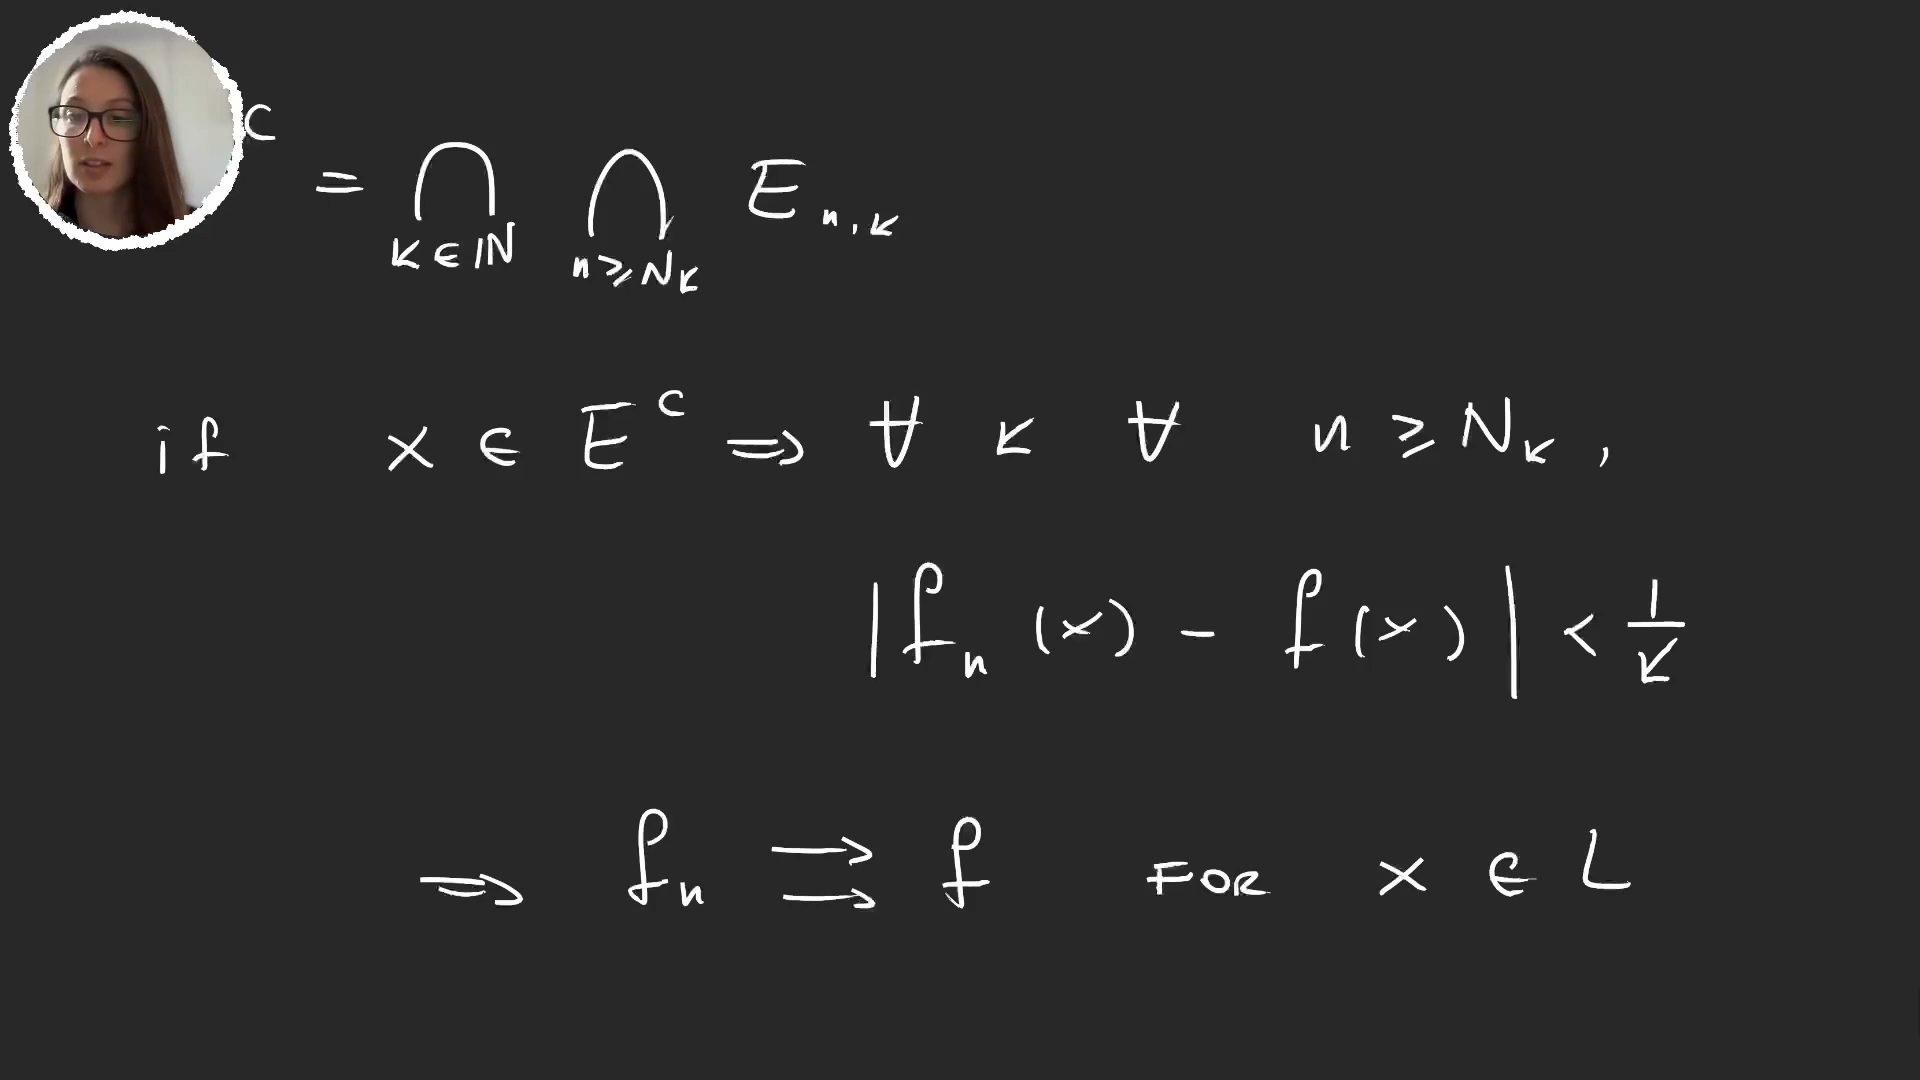 C = ⋂_{K∈ℕ} ⋂_{n≥N_K} E_{n,K}
if x ∈ E^C ⇒ ∀ K ∀ n ≥ N_K ,
|f_n (x) - f(x)| < 1/K
⇒ f_n ⇉ f FOR x ∈ L